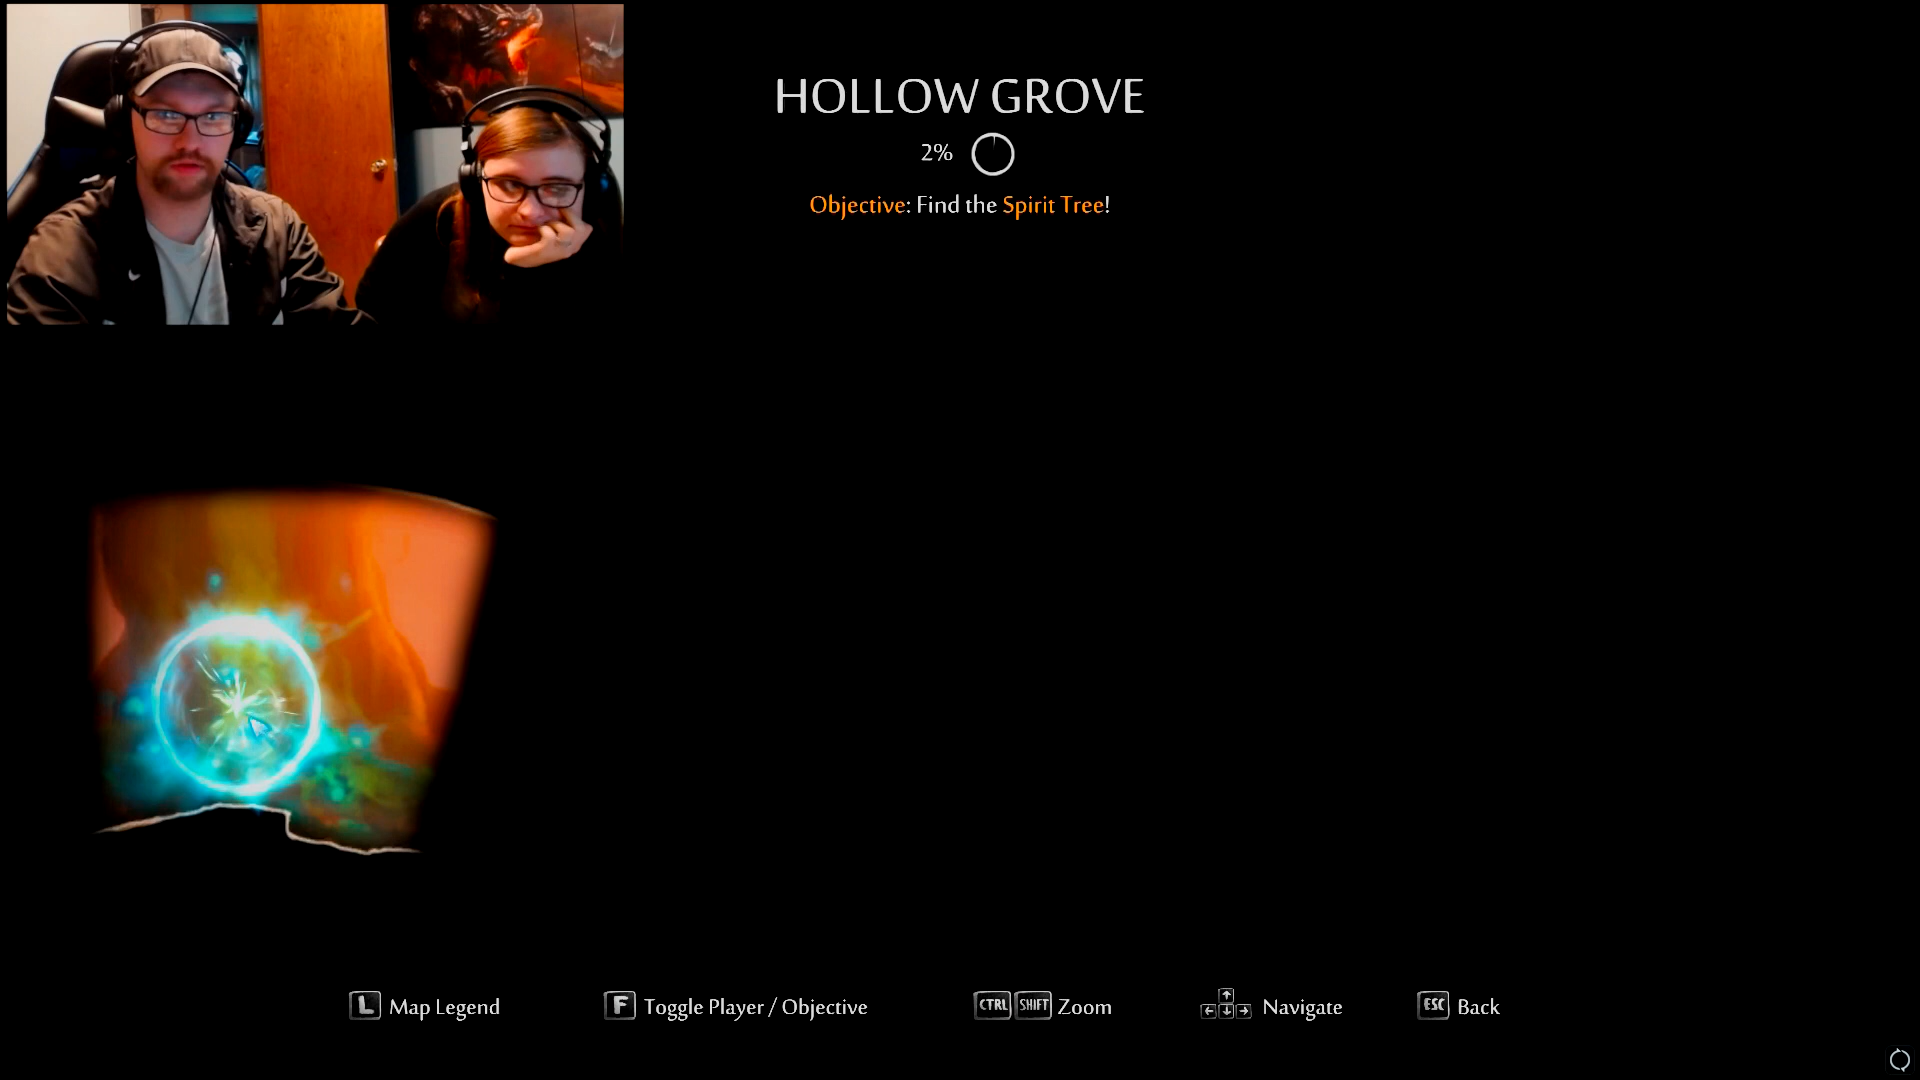 HOLLOW GROVE
2%
Objective: Find the Spirit Tree!
L Map Legend
F Toggle Player / Objective
CTRL SHIFT Zoom
Navigate
ESC Back